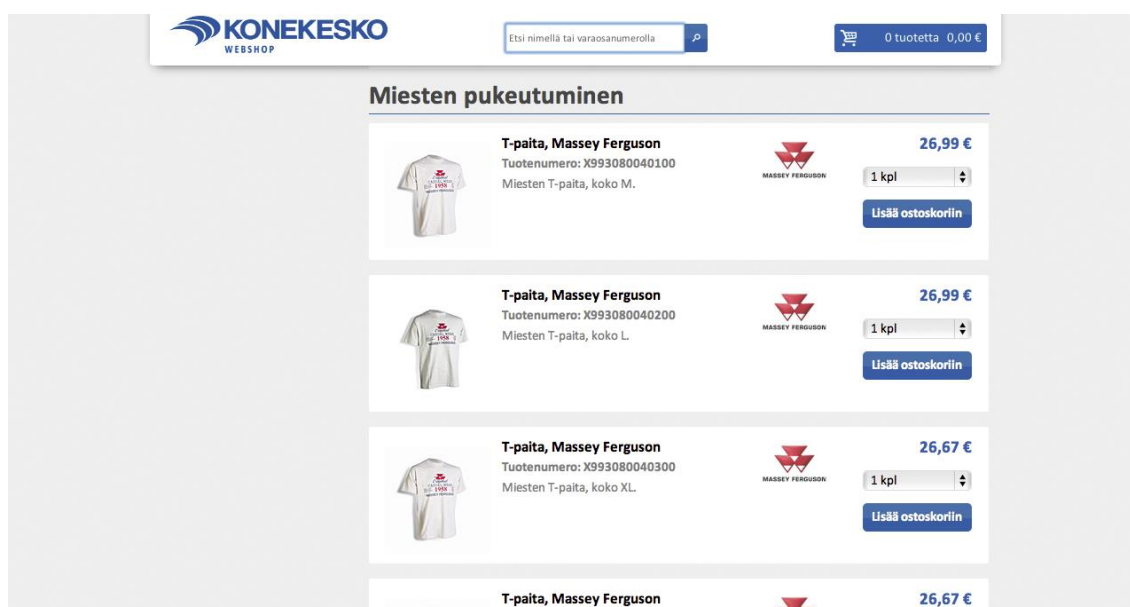 KONEKESKO
WEBSHOP
Etsi nimellä tai varaosanumerolla
0 tuotetta 0,00 €
Miesten pukeutuminen
T-paita, Massey Ferguson
26,99 €
Tuotenumero: X993080040100
Miesten T-paita, koko M.
MASSEY FERGUSON
1 kpl
Lisää ostoskoriin
1958
T-paita, Massey Ferguson
26,99 €
Tuotenumero: X993080040200
Miesten T-paita, koko L.
MASSEY FERGUSON
1 kpl
Lisää ostoskoriin
1958
T-paita, Massey Ferguson
26,67 €
Tuotenumero: X993080040300
Miesten T-paita, koko XL.
MASSEY FERGUSON
1 kpl
Lisää ostoskoriin
1958
T-paita, Massey Ferguson
26,67 €